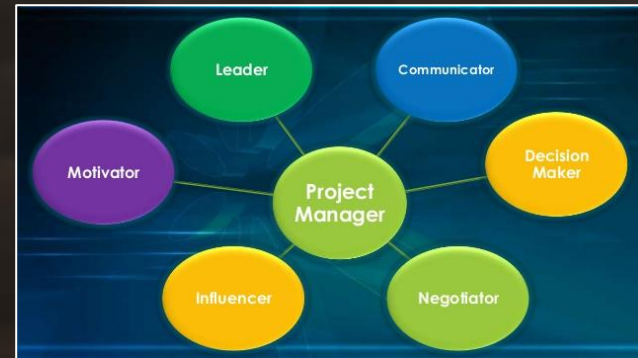 Leader
Communicator
Motivator
Decision
Maker
Project
Manager
Influencer
Negotiator